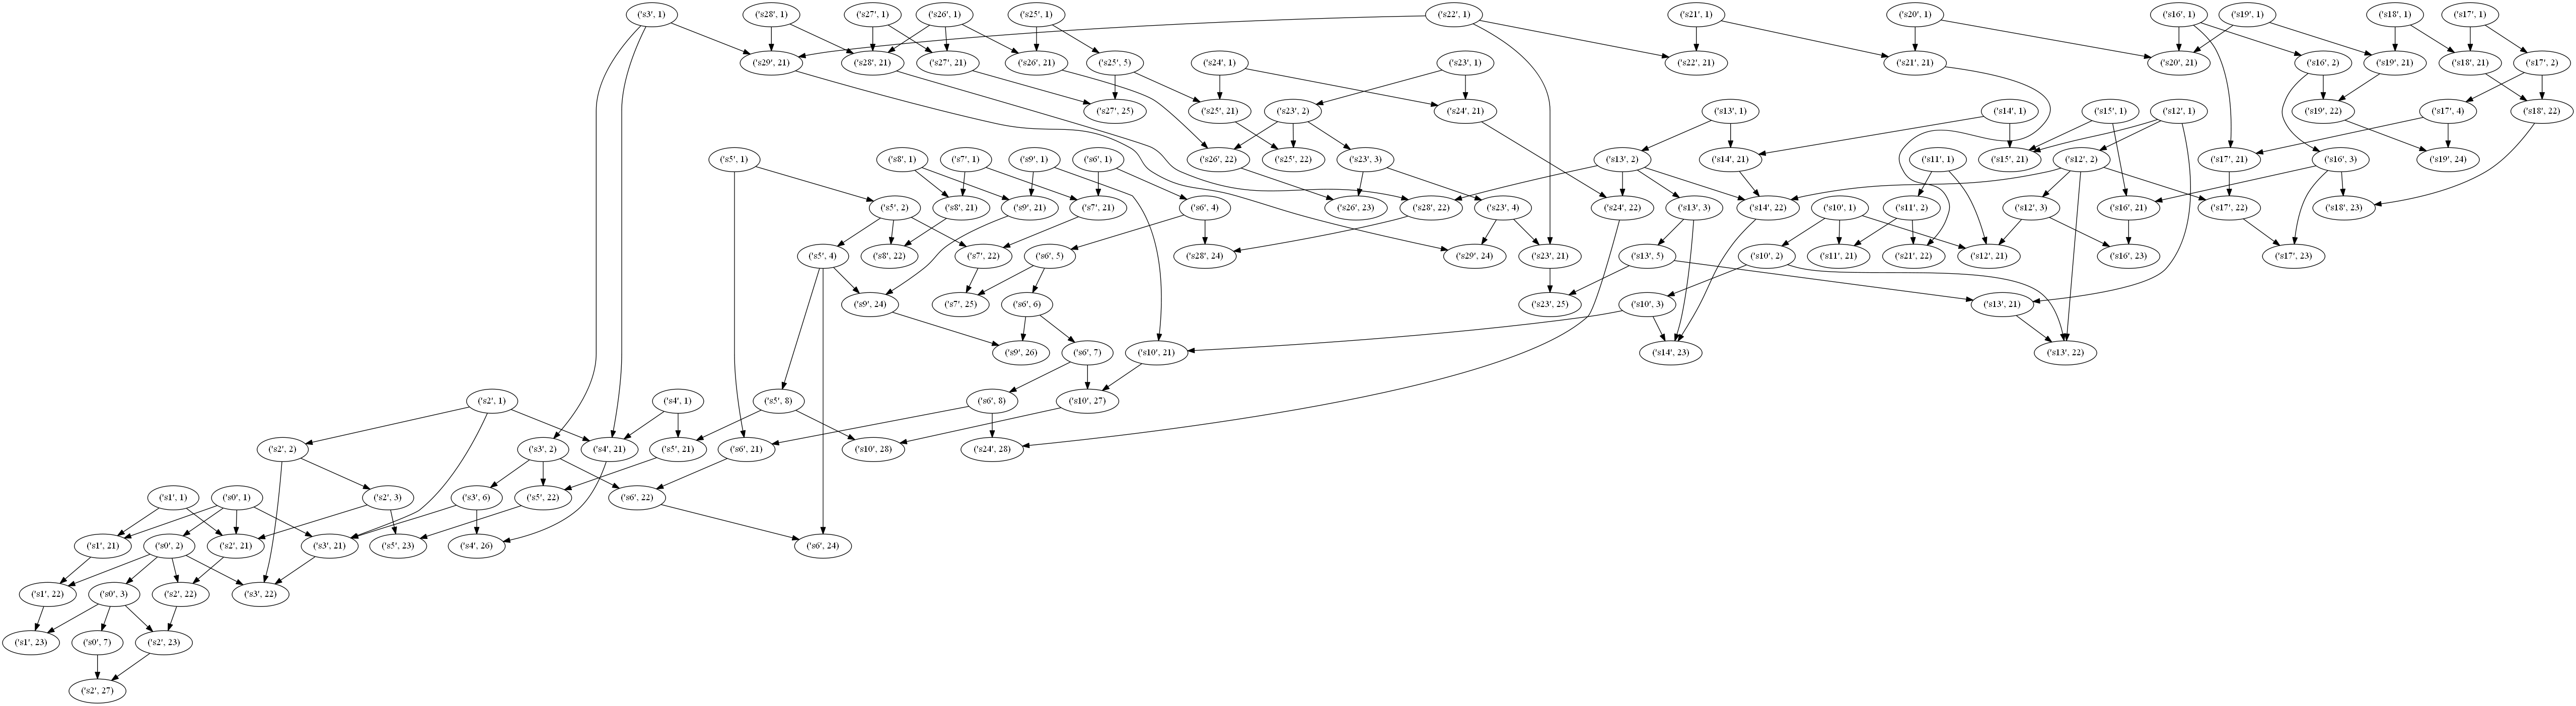 ('s3', 1)
('s28', 1)
('s27', 1)
('s26', 1)
('s25', 1)
('s22', 1)
('s21', 1)
('s20', 1)
('s16', 1)
('s19', 1)
('s18', 1)
('s17', 1)
('s29', 21)
('s28', 21)
('s27', 21)
('s26', 21)
('s25', 5)
('s24', 1)
('s23', 1)
('s22', 21)
('s21', 21)
('s20', 21)
('s16', 2)
('s19', 21)
('s18', 21)
('s17', 2)
('s27', 25)
('s25', 21)
('s23', 2)
('s24', 21)
('s13', 1)
('s14', 1)
('s15', 1)
('s12', 1)
('s19', 22)
('s17', 4)
('s18', 22)
('s5', 1)
('s8', 1)
('s7', 1)
('s9', 1)
('s6', 1)
('s26', 22)
('s25', 22)
('s23', 3)
('s13', 2)
('s14', 21)
('s11', 1)
('s15', 21)
('s12', 2)
('s17', 21)
('s16', 3)
('s19', 24)
('s5', 2)
('s8', 21)
('s9', 21)
('s7', 21)
('s6', 4)
('s26', 23)
('s28', 22)
('s23', 4)
('s24', 22)
('s13', 3)
('s14', 22)
('s10', 1)
('s11', 2)
('s12', 3)
('s16', 21)
('s17', 22)
('s18', 23)
('s5', 4)
('s8', 22)
('s7', 22)
('s6', 5)
('s28', 24)
('s29', 24)
('s23', 21)
('s13', 5)
('s10', 2)
('s11', 21)
('s21', 22)
('s12', 21)
('s16', 23)
('s17', 23)
('s9', 24)
('s7', 25)
('s6', 6)
('s23', 25)
('s10', 3)
('s13', 21)
('s9', 26)
('s6', 7)
('s10', 21)
('s14', 23)
('s13', 22)
('s2', 1)
('s4', 1)
('s5', 8)
('s6', 8)
('s10', 27)
('s2', 2)
('s3', 2)
('s4', 21)
('s5', 21)
('s6', 21)
('s10', 28)
('s24', 28)
('s1', 1)
('s0', 1)
('s2', 3)
('s3', 6)
('s5', 22)
('s6', 22)
('s1', 21)
('s0', 2)
('s2', 21)
('s3', 21)
('s5', 23)
('s4', 26)
('s6', 24)
('s1', 22)
('s0', 3)
('s2', 22)
('s3', 22)
('s1', 23)
('s0', 7)
('s2', 23)
('s2', 27)